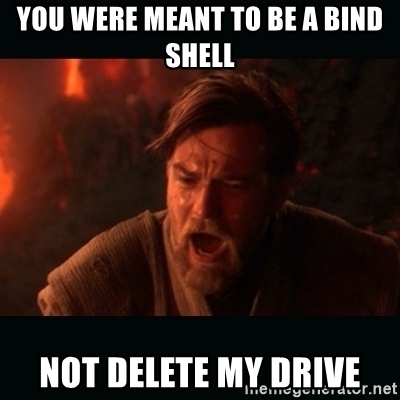 YOU WERE MEANT TO BE A BIND
SHELL
NOT DELETE MY DRIVE
memegenerator.net